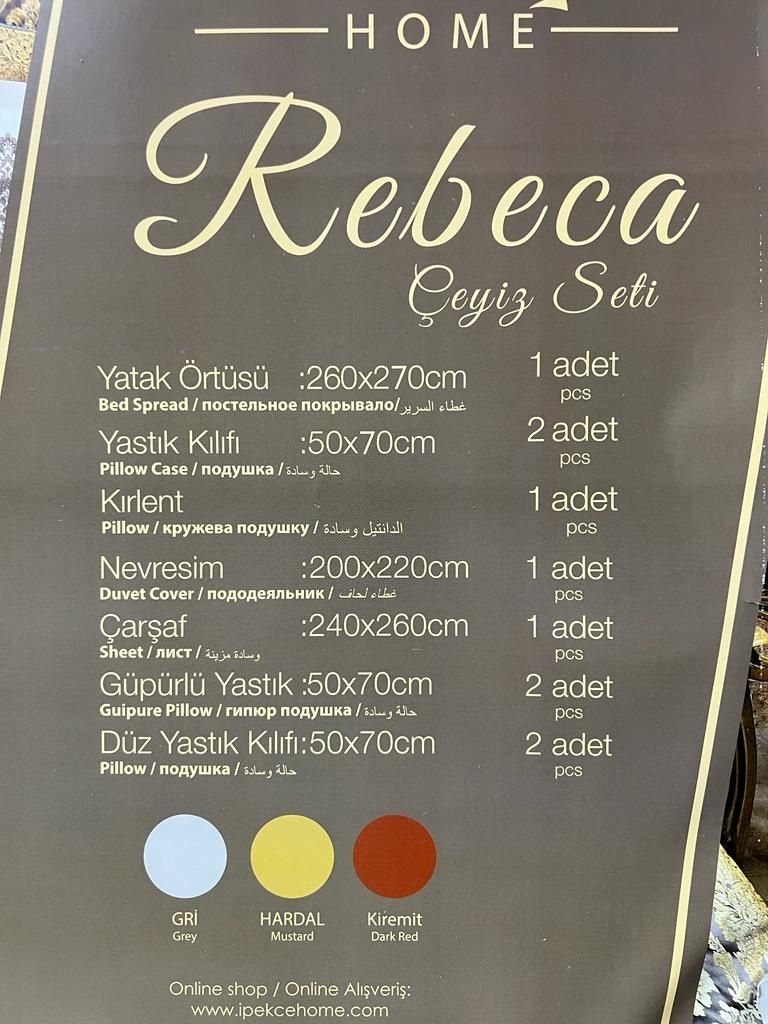 HOME
Rebeca
Çeyiz Seti
Yatak Örtüsü :260x270cm 1 adet
Bed Spread / постельное покрывало/غطاء السرير pcs
Yastık Kılıfı :50x70cm 2 adet
Pillow Case / подушка / حالة وسادة pcs
Kırlent 1 adet
Pillow / кружева подушку / الدانتيل وسادة pcs
Nevresim :200x220cm 1 adet
Duvet Cover / пододеяльник / غطاء لحاف pcs
Çarşaf :240x260cm 1 adet
Sheet / лист / وسادة مزينة pcs
Güpürlü Yastık :50x70cm 2 adet
Guipure Pillow / гипюр подушка / حالة وسادة pcs
Düz Yastık Kılıfı:50x70cm 2 adet
Pillow / подушка / حالة وسادة pcs
GRİ HARDAL Kiremit
Grey Mustard Dark Red
Online shop / Online Alışveriş:
www.ipekcehome.com